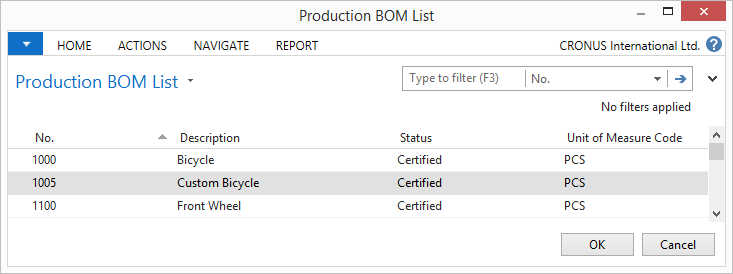 Production BOM List
HOME ACTIONS NAVIGATE REPORT CRONUS International Ltd. ?
Production BOM List Type to filter (F3) No.
No filters applied
No. Description Status Unit of Measure Code
1000 Bicycle Certified PCS
1005 Custom Bicycle Certified PCS
1100 Front Wheel Certified PCS
OK Cancel